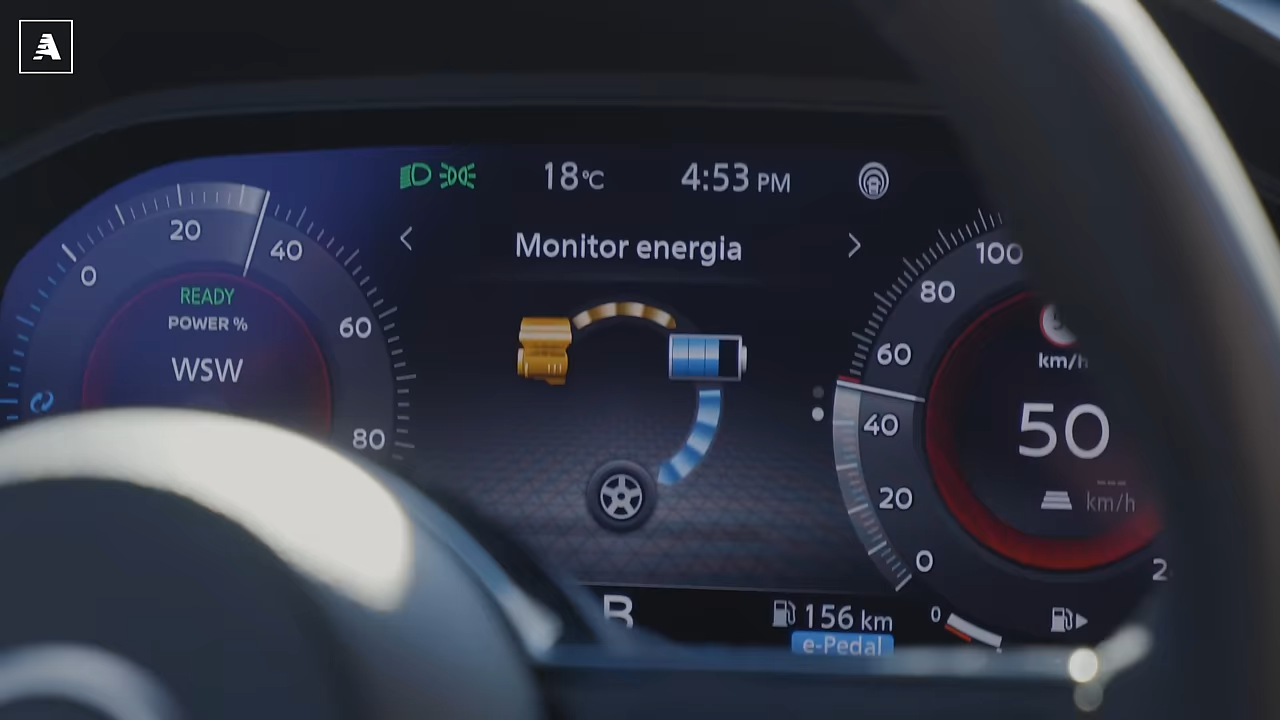 A
18°C 4:53 PM
Monitor energia
0 20 40 60 80
READY
POWER %
WSW
100
80
60
40
20
0
km/h
50
--- km/h
B
156 km
e-Pedal
0